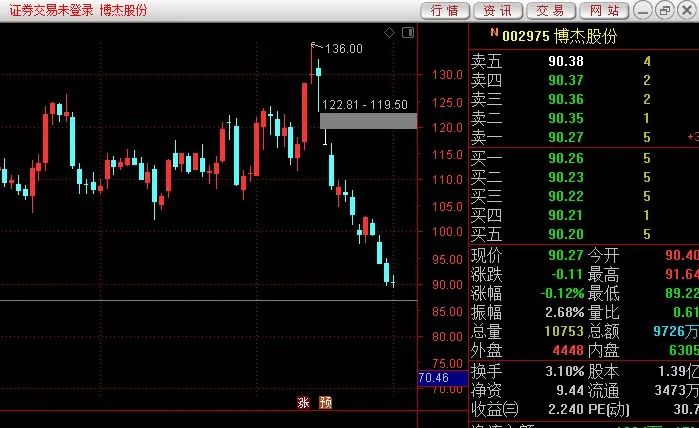 证券交易未登录 博杰股份 行情 资讯 交易 网站
N 002975 博杰股份
136.00
122.81 - 119.50
130.0
125.0
120.0
115.0
110.0
105.0
100.00
95.00
90.00
85.00
80.00
75.00
70.00
70.46
涨 预
卖五 90.38 4
卖四 90.37 2
卖三 90.36 2
卖二 90.35 1
卖一 90.27 5 +3
买一 90.26 5
买二 90.23 5
买三 90.22 5
买四 90.21 1
买五 90.20 5
现价 90.27 今开 90.40
涨跌 -0.11 最高 91.64
涨幅 -0.12% 最低 89.22
振幅 2.68% 量比 0.61
总量 10753 总额 9726万
外盘 4448 内盘 6305
换手 3.10% 股本 1.39亿
净资 9.44 流通 3473万
收益㈢ 2.240 PE(动) 30.7